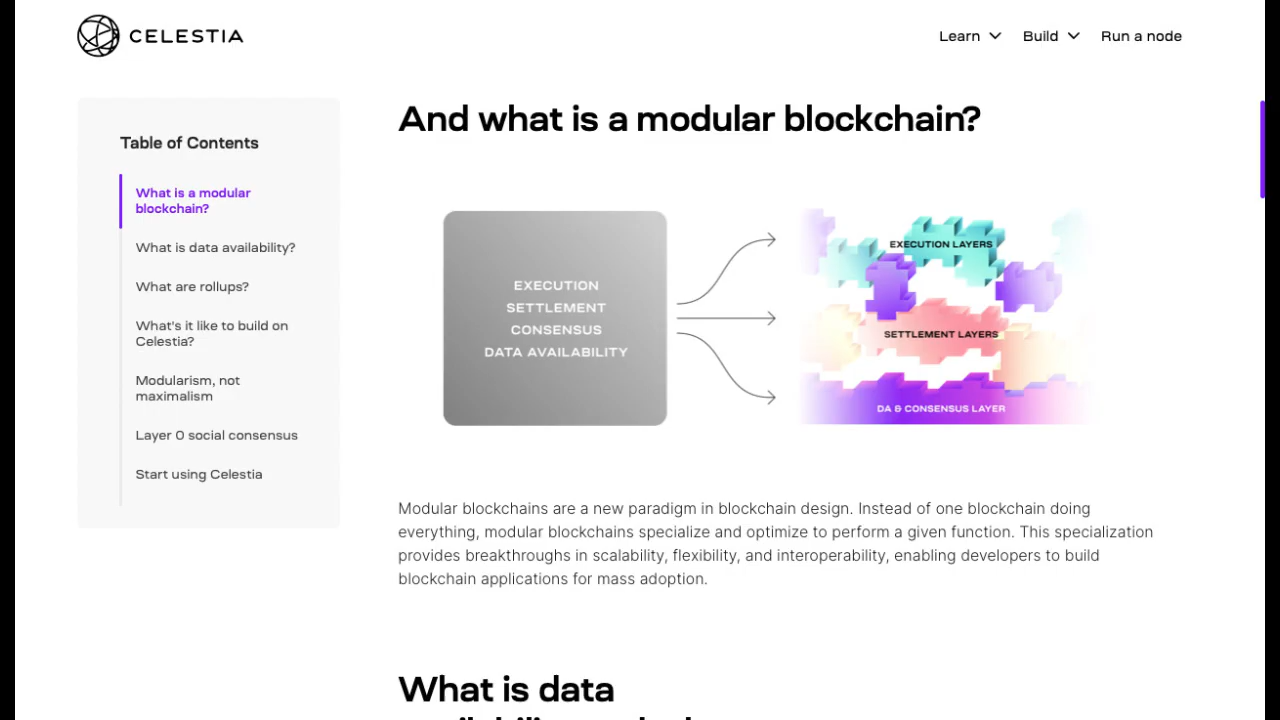 CELESTIA
Learn
Build
Run a node
Table of Contents
What is a modular
blockchain?
What is data availability?
What are rollups?
What's it like to build on
Celestia?
Modularism, not
maximalism
Layer 0 social consensus
Start using Celestia
And what is a modular blockchain?
EXECUTION
SETTLEMENT
CONSENSUS
DATA AVAILABILITY
EXECUTION LAYERS
SETTLEMENT LAYERS
DA & CONSENSUS LAYER
Modular blockchains are a new paradigm in blockchain design. Instead of one blockchain doing
everything, modular blockchains specialize and optimize to perform a given function. This specialization
provides breakthroughs in scalability, flexibility, and interoperability, enabling developers to build
blockchain applications for mass adoption.
What is data